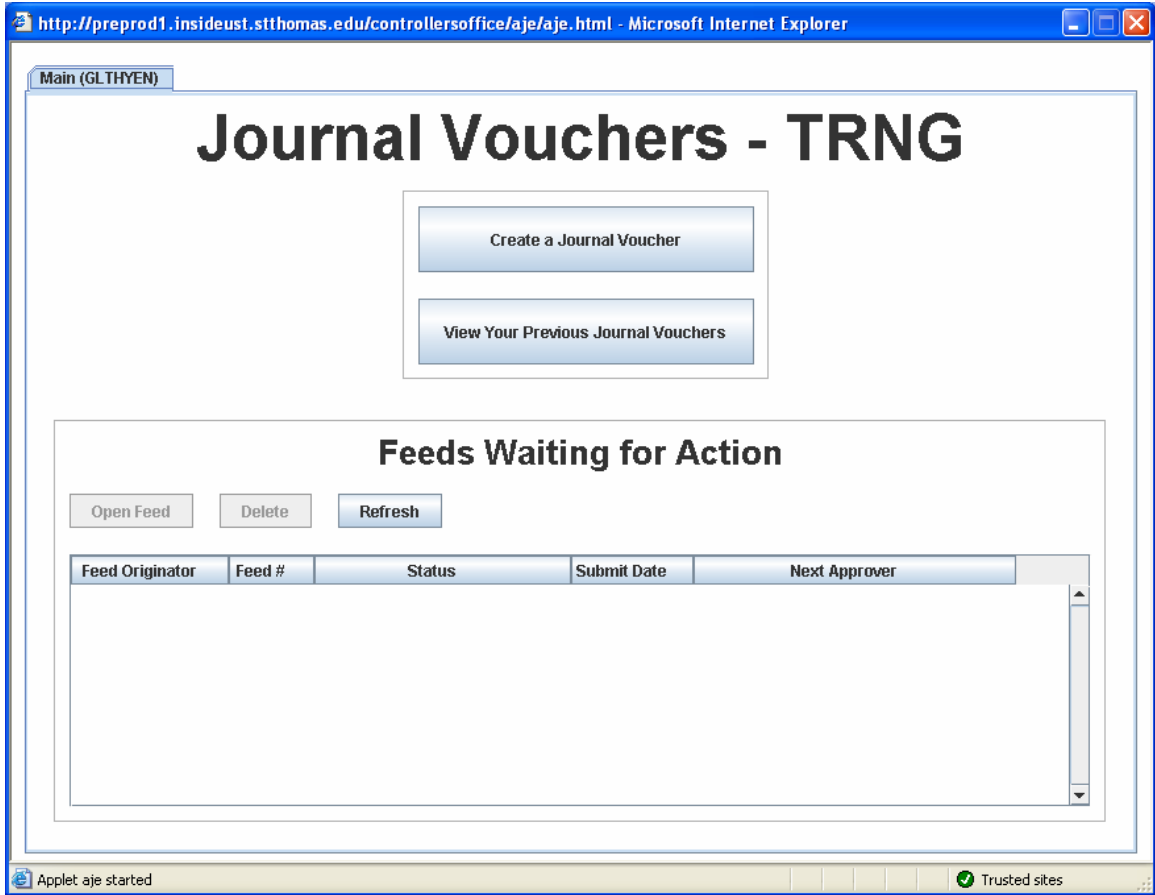 http://preprod1.insideust.stthomas.edu/controllersoffice/aje/aje.html - Microsoft Internet Explorer
Main (GLTHYEN)
Journal Vouchers - TRNG
Create a Journal Voucher
View Your Previous Journal Vouchers
Feeds Waiting for Action
Open Feed Delete Refresh
Feed Originator Feed # Status Submit Date Next Approver
Applet aje started Trusted sites